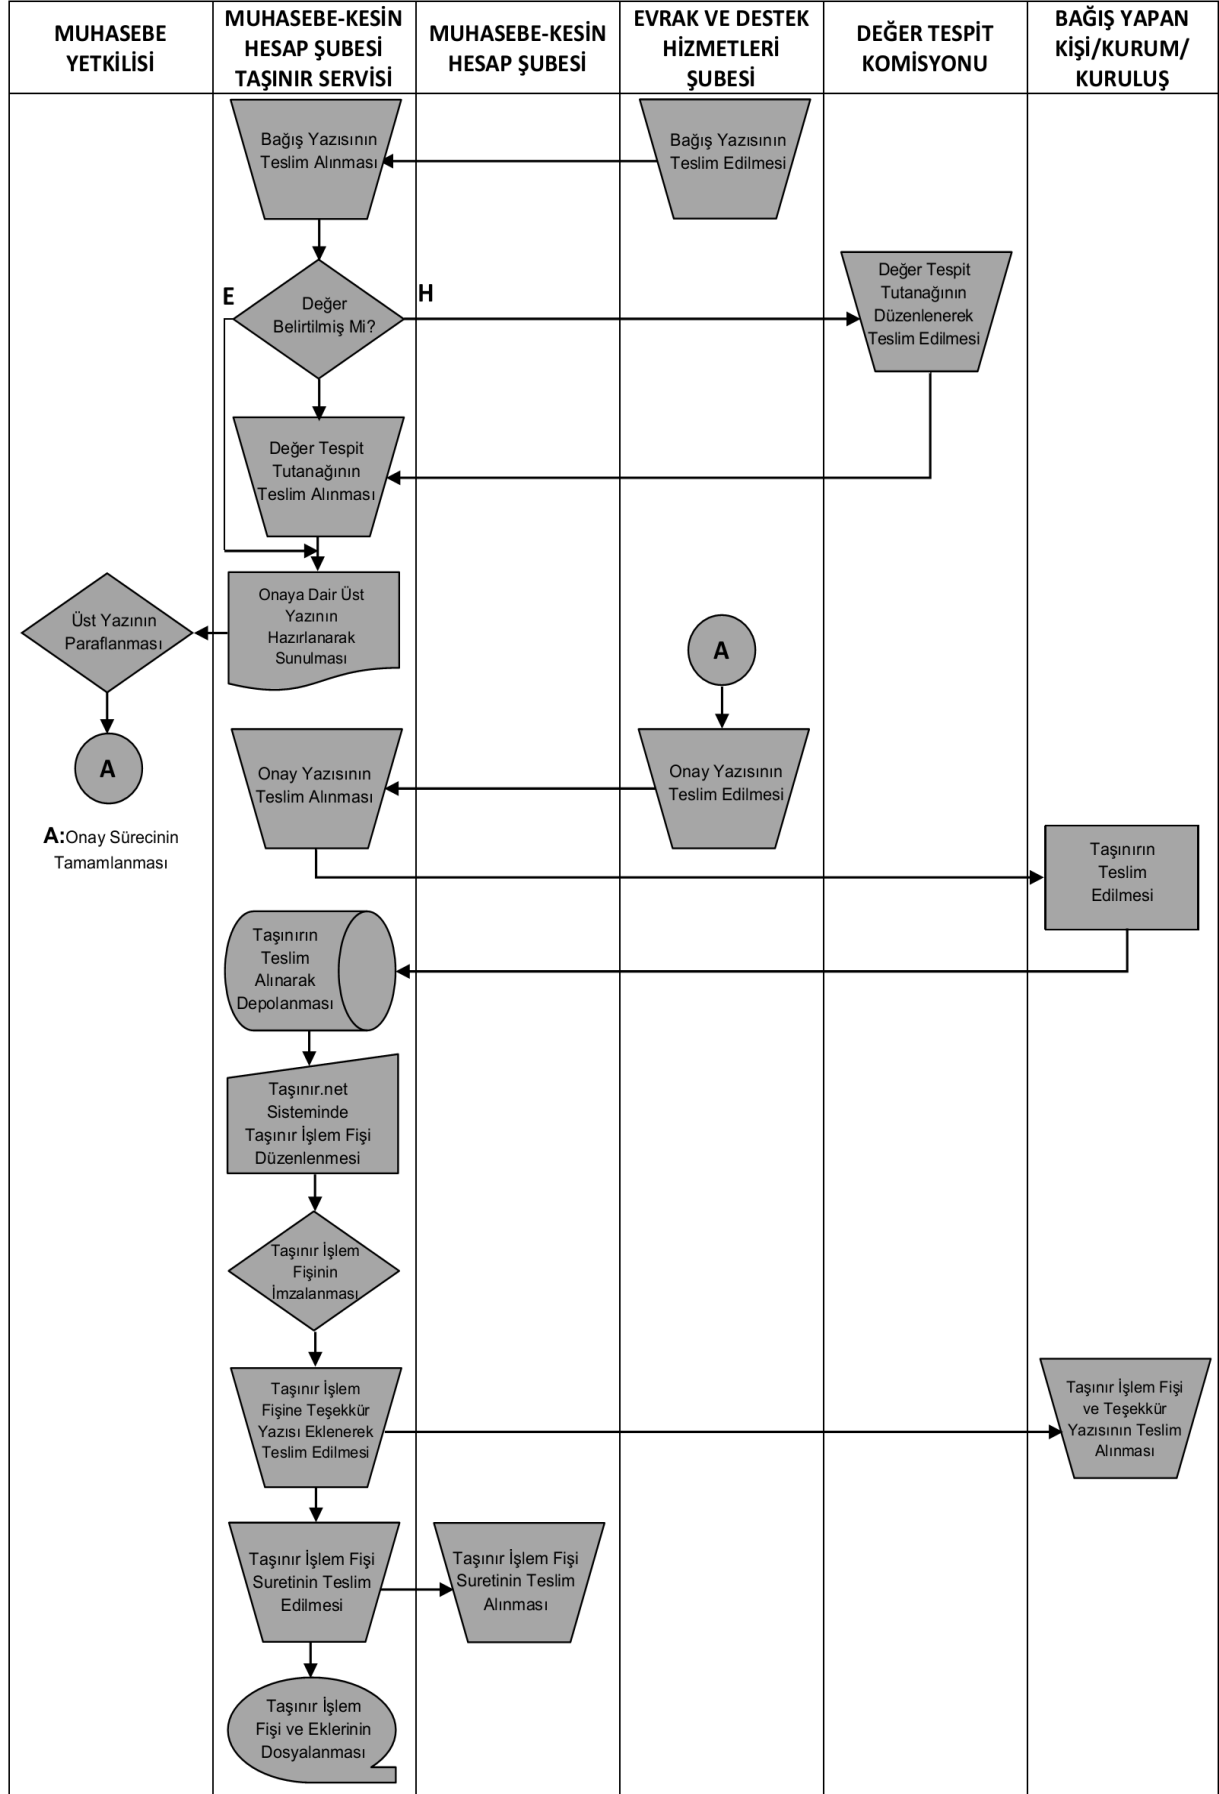 MUHASEBE
YETKİLİSİ
MUHASEBE-KESİN
HESAP ŞUBESİ
TAŞINIR SERVİSİ
MUHASEBE-KESİN
HESAP ŞUBESİ
EVRAK VE DESTEK
HİZMETLERİ
ŞUBESİ
DEĞER TESPİT
KOMİSYONU
BAĞIŞ YAPAN
KİŞİ/KURUM/
KURULUŞ
Bağış Yazısının
Teslim Alınması
Bağış Yazısının
Teslim Edilmesi
E
Değer
Belirtilmiş Mi?
H
Değer Tespit
Tutanağının
Düzenlenerek
Teslim Edilmesi
Değer Tespit
Tutanağının
Teslim Alınması
Üst Yazının
Paraflanması
Onaya Dair Üst
Yazının
Hazırlanarak
Sunulması
A
A
A:Onay Sürecinin
Tamamlanması
Onay Yazısının
Teslim Alınması
Onay Yazısının
Teslim Edilmesi
Taşınırın
Teslim
Edilmesi
Taşınırın
Teslim
Alınarak
Depolanması
Taşınır.net
Sisteminde
Taşınır İşlem Fişi
Düzenlenmesi
Taşınır İşlem
Fişinin
İmzalanması
Taşınır İşlem
Fişine Teşekkür
Yazısı Eklenerek
Teslim Edilmesi
Taşınır İşlem Fişi
ve Teşekkür
Yazısının Teslim
Alınması
Taşınır İşlem Fişi
Suretinin Teslim
Edilmesi
Taşınır İşlem Fişi
Suretinin Teslim
Alınması
Taşınır İşlem
Fişi ve Eklerinin
Dosyalanması